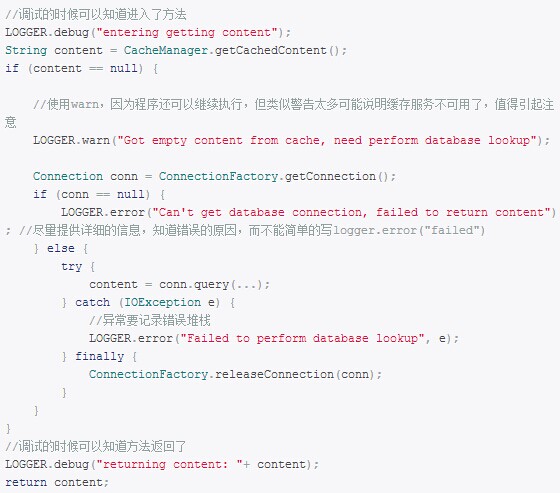 //调试的时候可以知道进入了方法
LOGGER.debug("entering getting content");
String content = CacheManager.getCachedContent();
if (content == null) {
//使用warn，因为程序还可以继续执行，但类似警告太多可能说明缓存服务不可用了，值得引起注
意
LOGGER.warn("Got empty content from cache, need perform database lookup");
Connection conn = ConnectionFactory.getConnection();
if (conn == null) {
LOGGER.error("Can't get database connection, failed to return content")
; //尽量提供详细的信息，知道错误的原因，而不能简单的写logger.error("failed")
} else {
try {
content = conn.query(...);
} catch (IOException e) {
//异常要记录错误堆栈
LOGGER.error("Failed to perform database lookup", e);
} finally {
ConnectionFactory.releaseConnection(conn);
}
}
}
//调试的时候可以知道方法返回了
LOGGER.debug("returning content: "+ content);
return content;